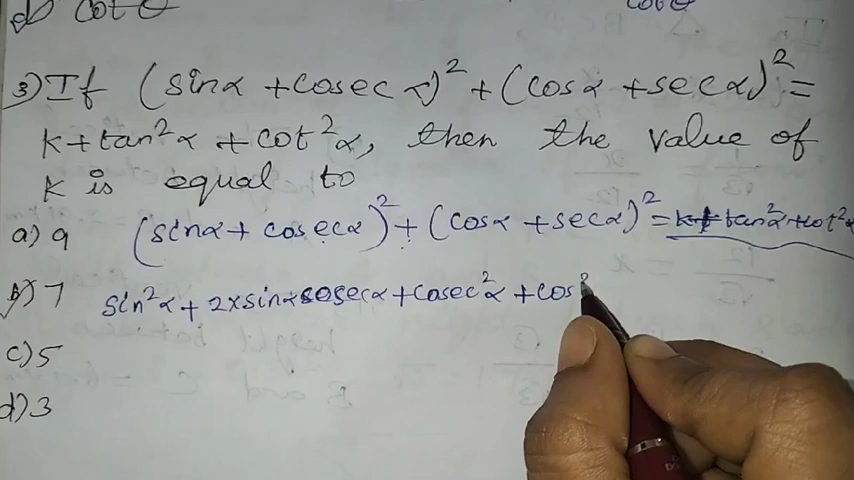 d) cot θ
cot θ
3) If (sinα + cosec α)² + (cosα + secα)² =
K + tan²α + cot²α, then the value of
K is equal to
a) 9 (sinα + cosecα)² + (cosα + secα)² = k + tan²α + cot²α
b) 7 sin²α + 2×sinα cosecα + cosec²α + cos²
c) 5
d) 3